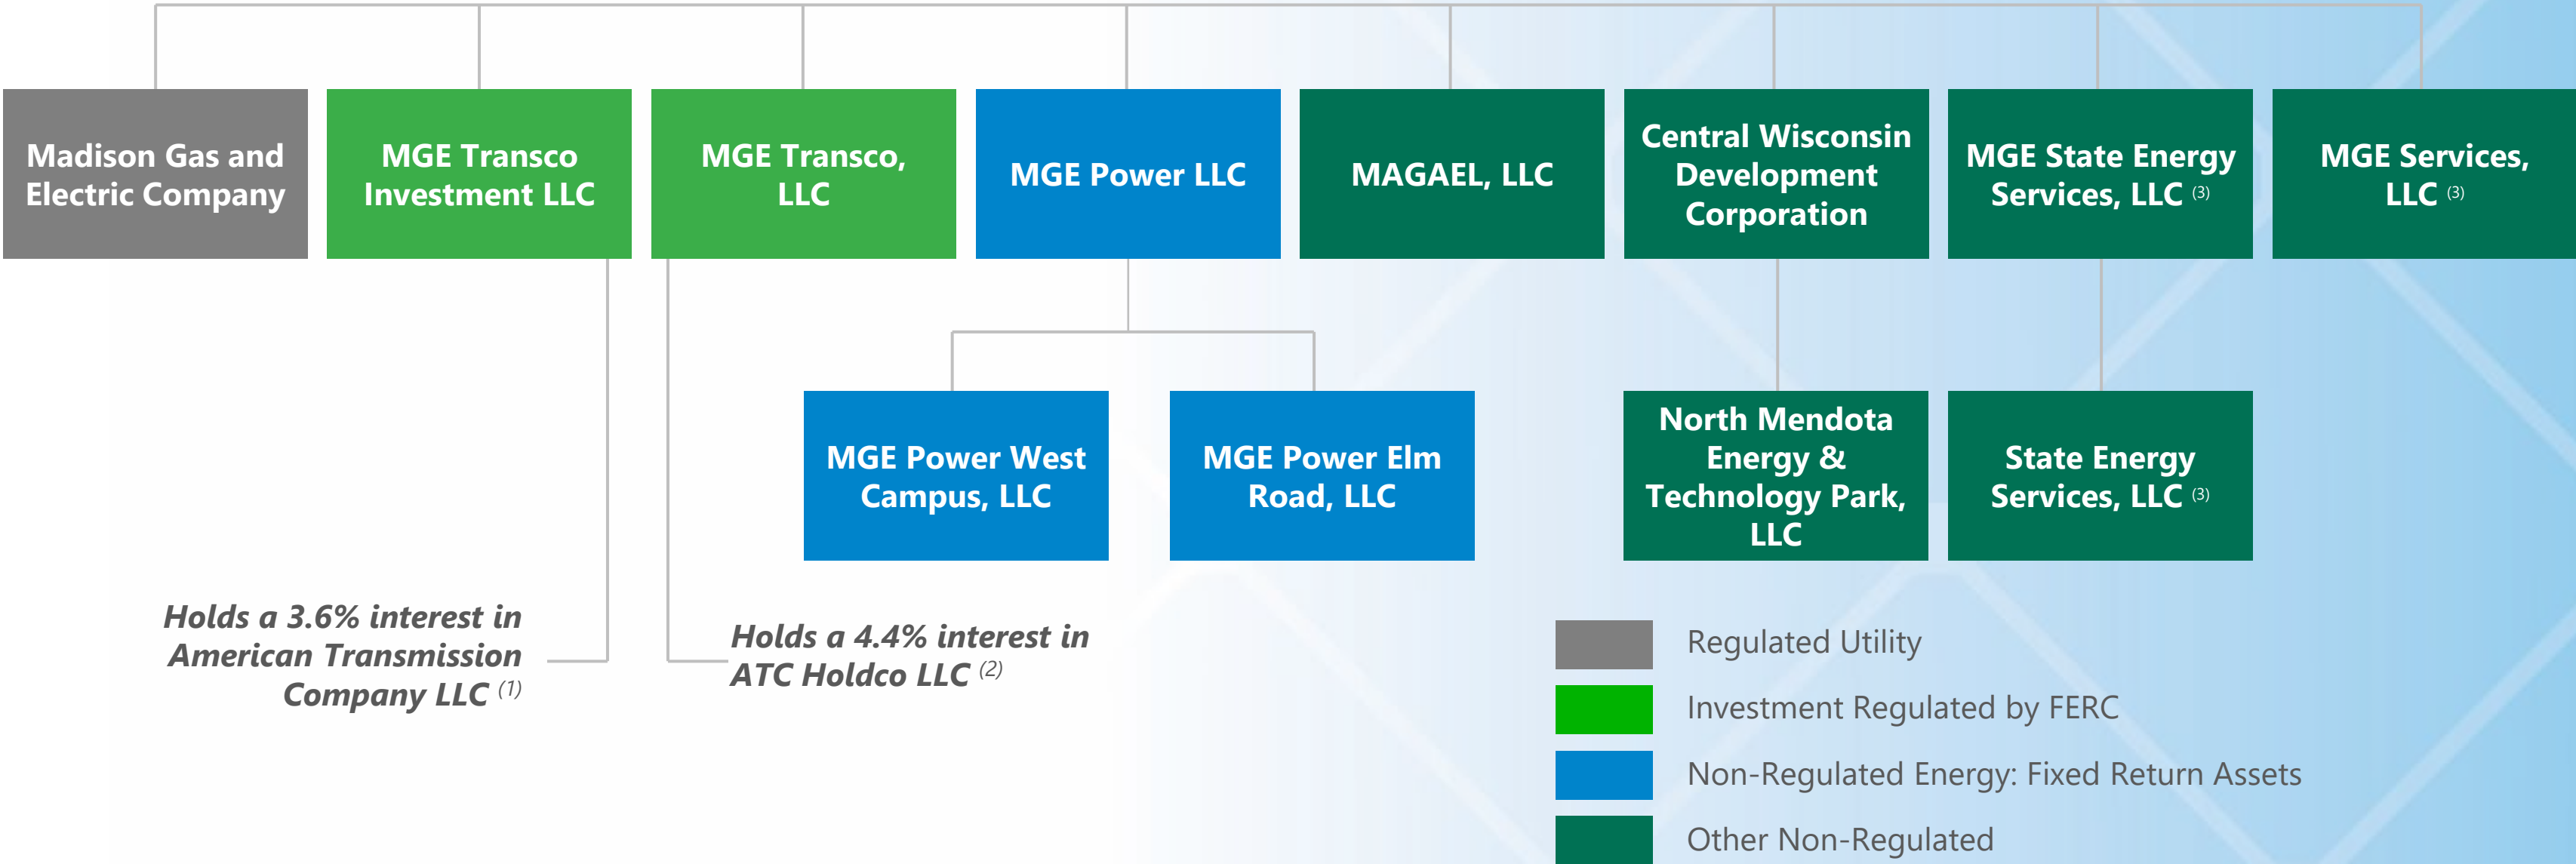 Madison Gas and
Electric Company
MGE Transco
Investment LLC
MGE Transco,
LLC
MGE Power LLC
MAGAEL, LLC
Central Wisconsin
Development
Corporation
MGE State Energy
Services, LLC (3)
MGE Services,
LLC (3)
MGE Power West
Campus, LLC
MGE Power Elm
Road, LLC
North Mendota
Energy &
Technology Park,
LLC
State Energy
Services, LLC (3)
Holds a 3.6% interest in
American Transmission
Company LLC (1)
Holds a 4.4% interest in
ATC Holdco LLC (2)
Regulated Utility
Investment Regulated by FERC
Non-Regulated Energy: Fixed Return Assets
Other Non-Regulated